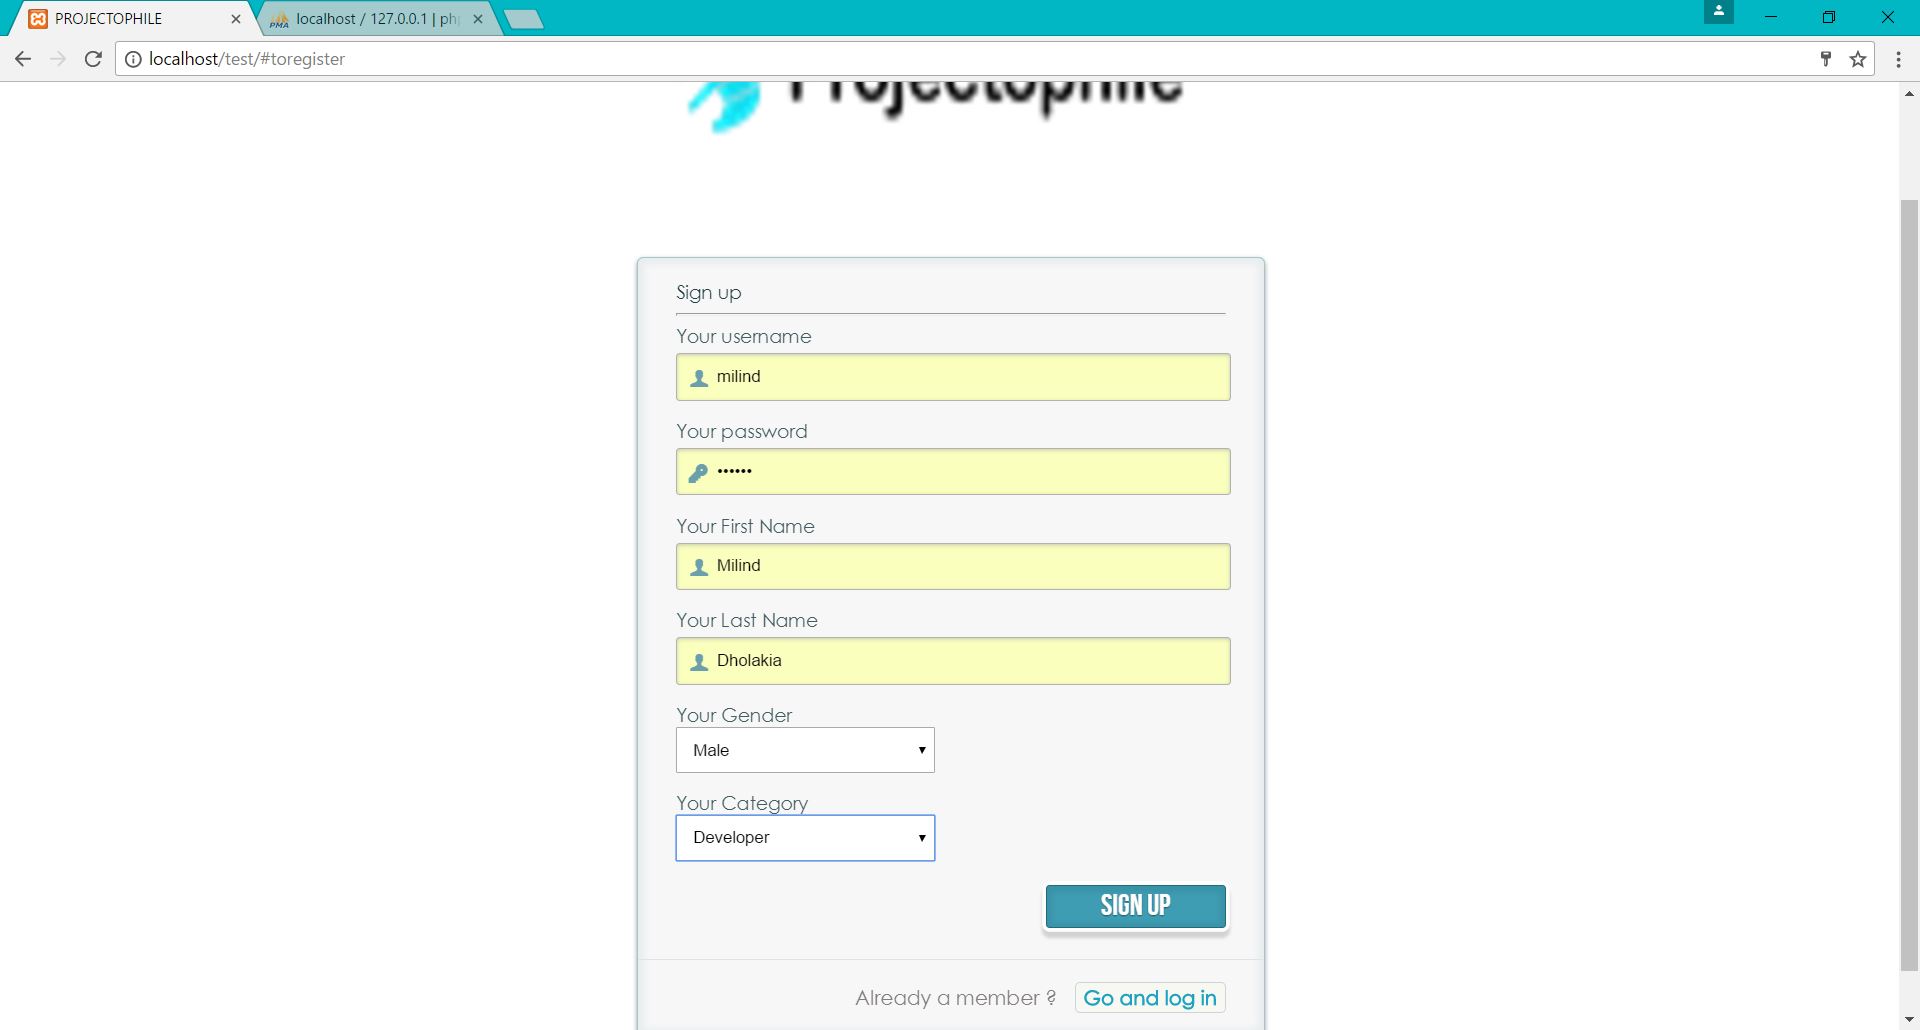 PROJECTOPHILE
localhost / 127.0.0.1 | php
localhost/test/#toregister
Projectophile
Sign up
Your username
milind
Your password
••••••
Your First Name
Milind
Your Last Name
Dholakia
Your Gender
Male
Your Category
Developer
SIGN UP
Already a member ? Go and log in